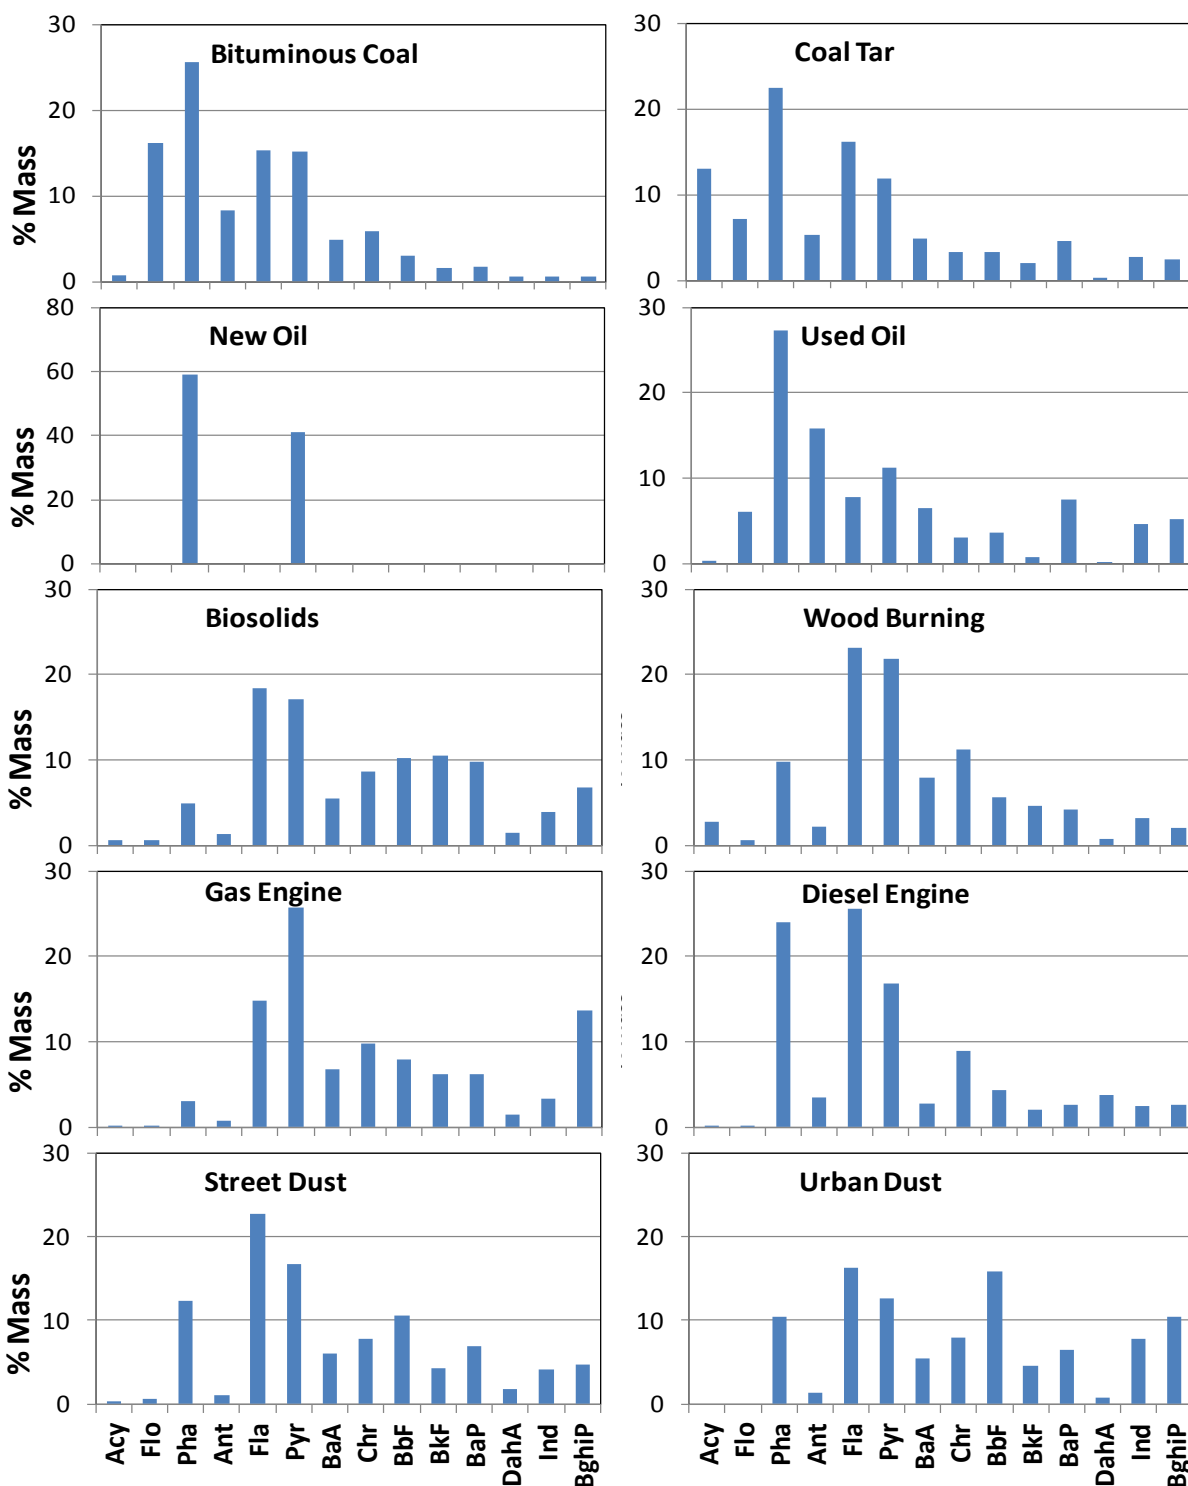 30
20
10
0
% Mass
Bituminous Coal
30
20
10
0
Coal Tar
80
60
40
20
0
% Mass
New Oil
30
20
10
0
Used Oil
30
20
10
0
% Mass
Biosolids
30
20
10
0
Wood Burning
30
20
10
0
% Mass
Gas Engine
30
20
10
0
Diesel Engine
30
20
10
0
% Mass
Street Dust
Acy
Flo
Pha
Ant
Fla
Pyr
BaA
Chr
BbF
BkF
BaP
DahA
Ind
BghiP
30
20
10
0
Urban Dust
Acy
Flo
Pha
Ant
Fla
Pyr
BaA
Chr
BbF
BkF
BaP
DahA
Ind
BghiP